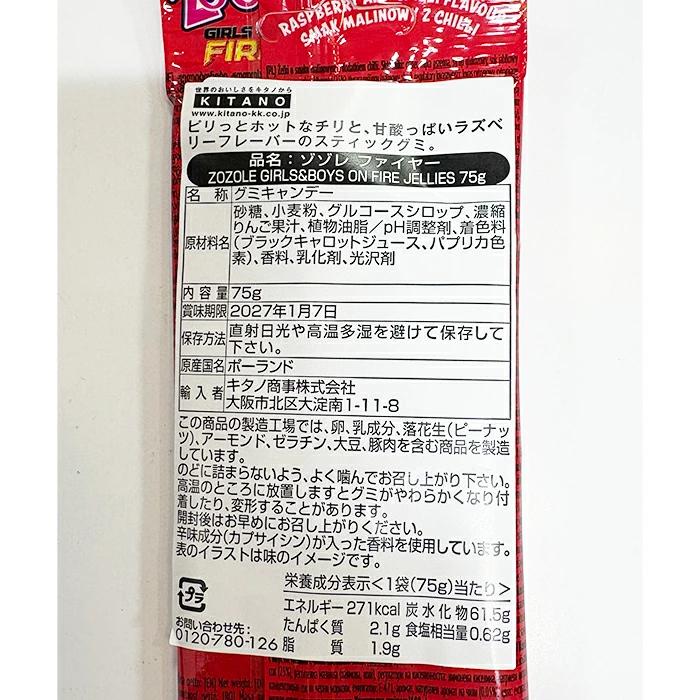 GIRLS
FIR
RASPBERRY
FLAVOUR
SMAK MALINOWY Z CHILLI
世界のおいしさをキタノから
KITANO
www.kitano-kk.co.jp
ピリっとホットなチリと、甘酸っぱいラズベ
リーフレーバーのスティックグミ。
品名：ゾゾレ ファイヤー
ZOZOLE GIRLS&BOYS ON FIRE JELLIES 75g
名称 グミキャンデー
原材料名 砂糖、小麦粉、グルコースシロップ、濃縮
りんご果汁、植物油脂／pH調整剤、着色料
(ブラックキャロットジュース、パプリカ色
素)、香料、乳化剤、光沢剤
内容量 75g
賞味期限 2027年1月7日
保存方法 直射日光や高温多湿を避けて保存して
下さい。
原産国名 ポーランド
輸入者 キタノ商事株式会社
大阪市北区大淀南1-11-8
この商品の製造工場では、卵、乳成分、落花生(ピーナッ
ツ)、アーモンド、ゼラチン、大豆、豚肉を含む商品を製造
しています。
のどに詰まらないよう、よく噛んでお召し上がり下さい。
高温のところに放置しますとグミがやわらかくなり付
着したり、変形することがあります。
開封後はお早めにお召し上がりください。
辛味成分(カプサイシン)が入った香料を使用しています。
表のイラストは味のイメージです。
プラ
お問い合わせ先：
0120-780-126
栄養成分表示＜1袋(75g)当たり＞
エネルギー 271kcal 炭水化物 61.5g
たんぱく質 2.1g 食塩相当量 0.62g
脂質 1.9g